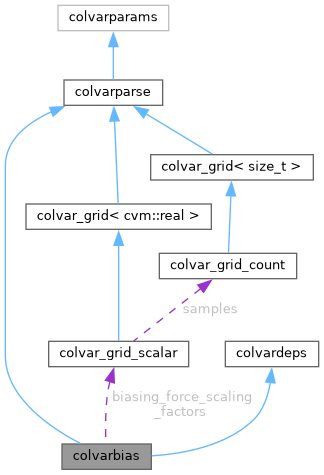 colvarparams
colvarparse
colvar_grid< size_t >
colvar_grid< cvm::real >
colvar_grid_count
samples
colvar_grid_scalar
colvardeps
biasing_force_scaling
_factors
colvarbias